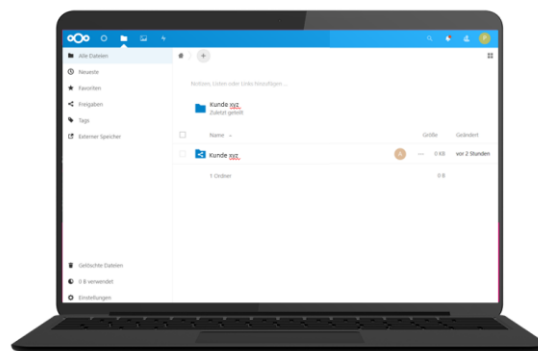 Alle Dateien
Neueste
Favoriten
Freigaben
Tags
Externer Speicher
Gelöschte Dateien
0 B verwendet
Einstellungen
Notizen, Listen oder Links hinzufügen...
Kunde xyz
Zuletzt geteilt
Name
Größe
Geändert
Kunde xyz
0 KB
vor 2 Stunden
1 Ordner
0 B